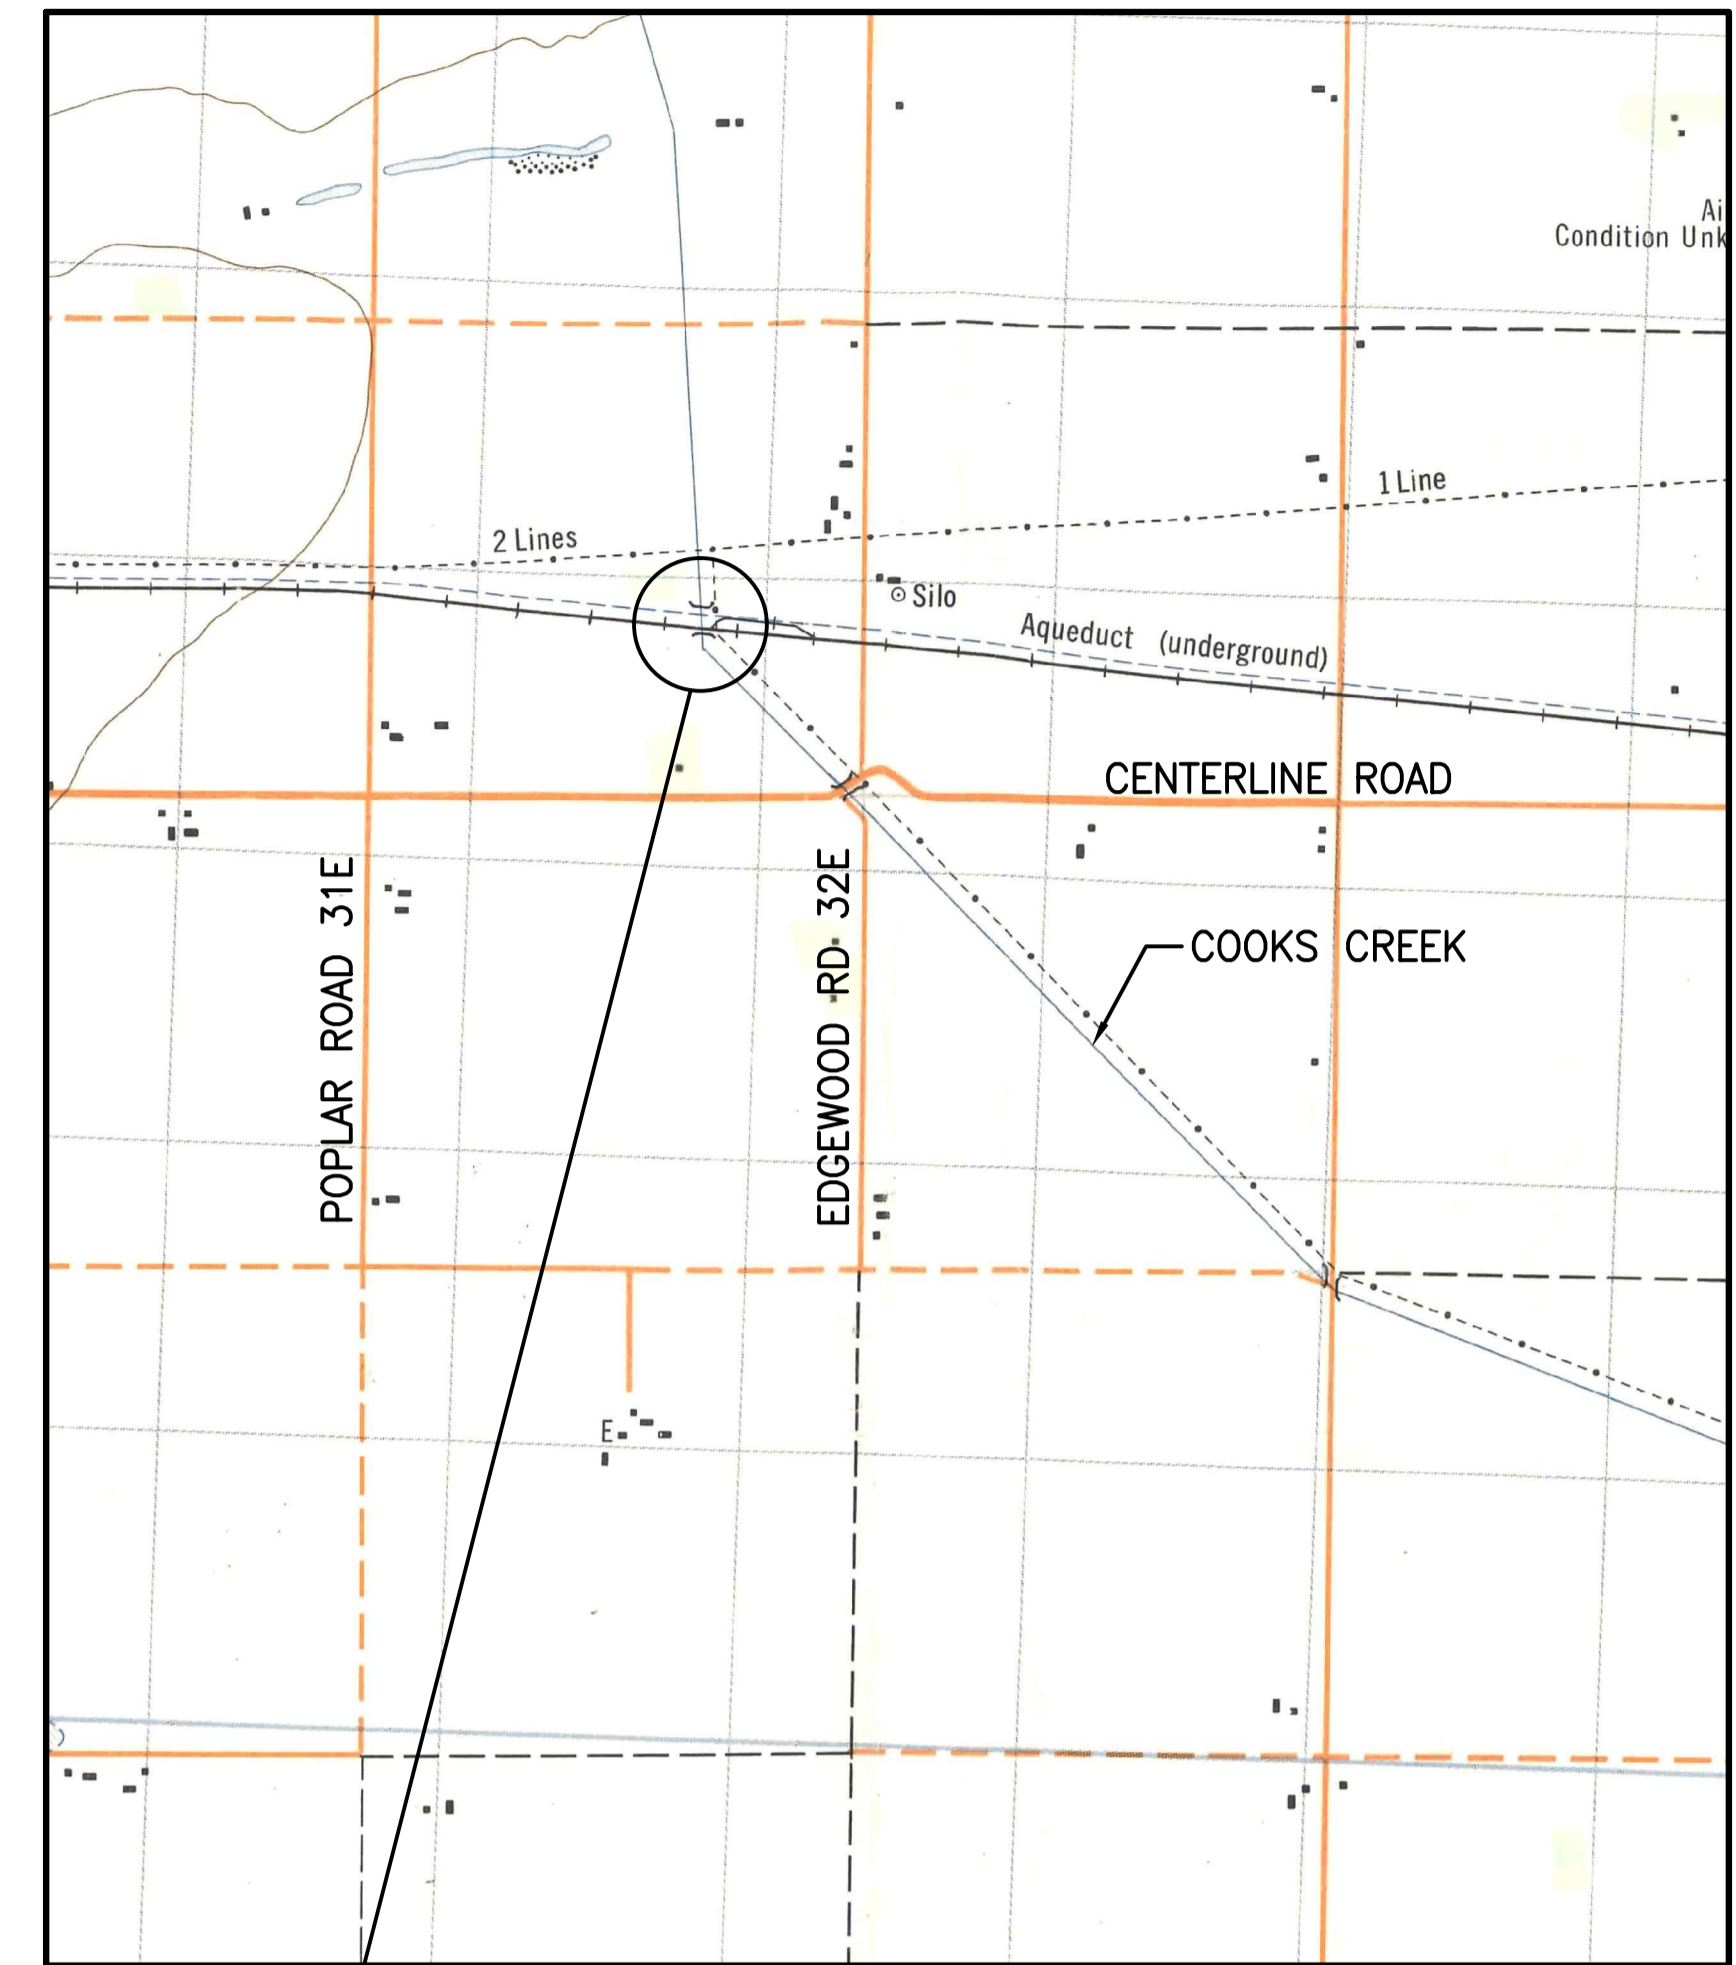 Ai
Condition Unk
1 Line
2 Lines
Silo
Aqueduct (underground)
CENTERLINE ROAD
POPLAR ROAD 31E
EDGEWOOD RD 32E
COOKS CREEK
E